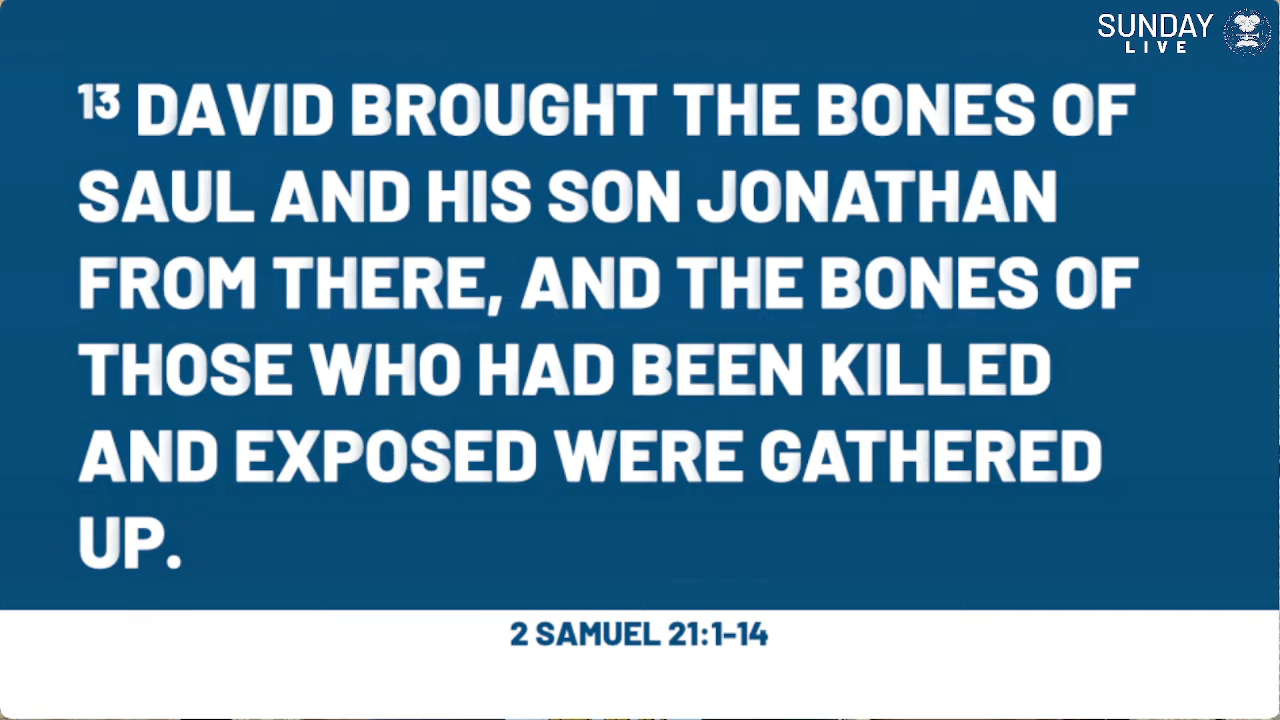 SUNDAY
LIVE
¹³ DAVID BROUGHT THE BONES OF
SAUL AND HIS SON JONATHAN
FROM THERE, AND THE BONES OF
THOSE WHO HAD BEEN KILLED
AND EXPOSED WERE GATHERED
UP.
2 SAMUEL 21:1-14